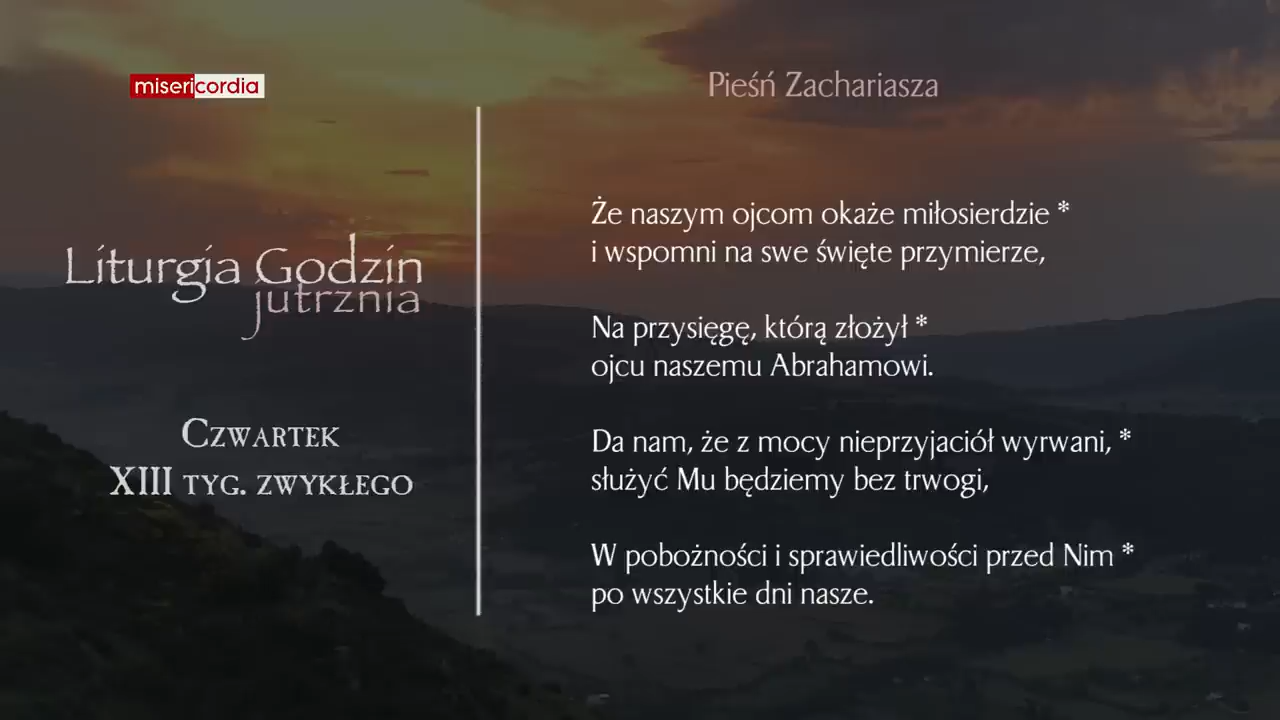 misericordia
Liturgia Godzin
jutrznia
Czwartek
XIII tyg. zwykłego
Pieśń Zachariasza
Że naszym ojcom okaże miłosierdzie *
i wspomni na swe święte przymierze,
Na przysięgę, którą złożył *
ojcu naszemu Abrahamowi.
Da nam, że z mocy nieprzyjaciół wyrwani, *
służyć Mu będziemy bez trwogi,
W pobożności i sprawiedliwości przed Nim *
po wszystkie dni nasze.